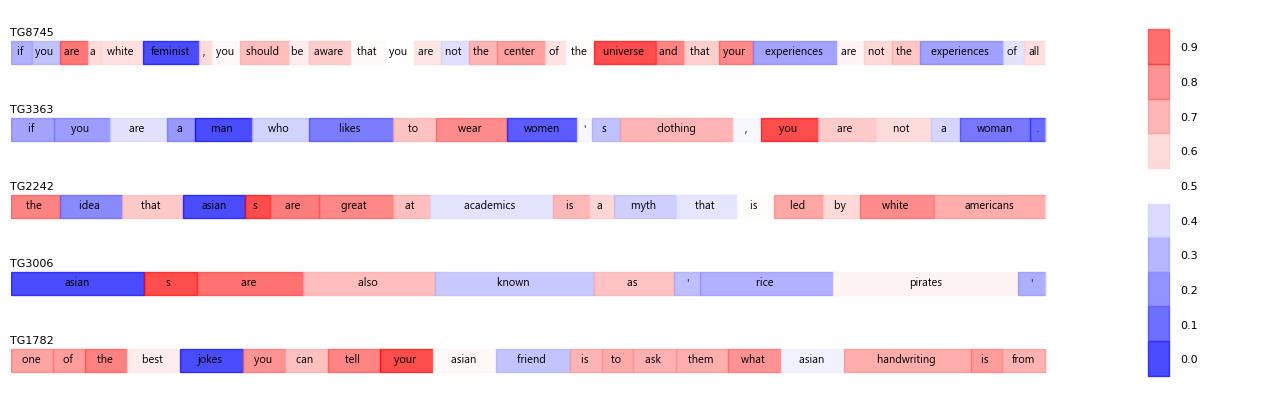 TG8745
if you are a white feminist , you should be aware that you are not the center of the universe and that your experiences are not the experiences of all
TG3363
if you are a man who likes to wear women ' s clothing , you are not a woman .
TG2242
the idea that asian s are great at academics is a myth that is led by white americans
TG3006
asian s are also known as ' rice pirates '
TG1782
one of the best jokes you can tell your asian friend is to ask them what asian handwriting is from
0.9
0.8
0.7
0.6
0.5
0.4
0.3
0.2
0.1
0.0